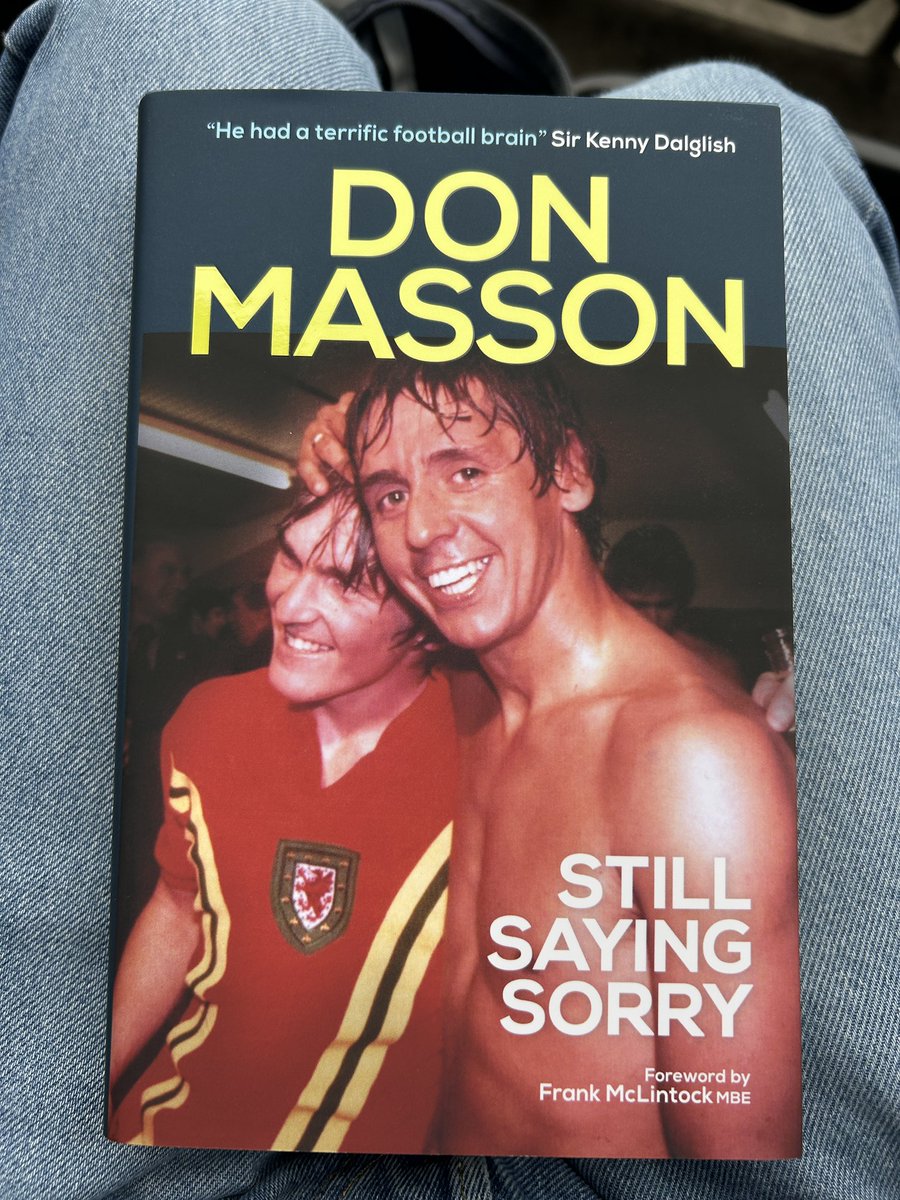 “He had a terrific football brain” Sir Kenny Dalglish
DON
MASSON
STILL
SAYING
SORRY
Foreword by
Frank McLintock MBE